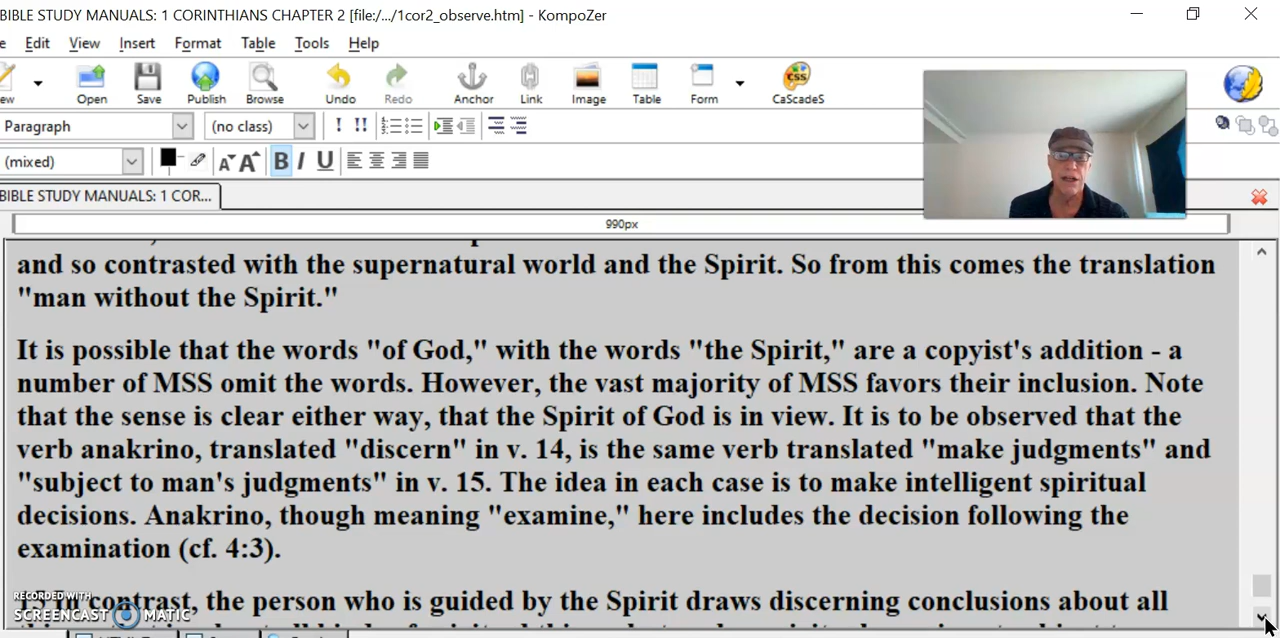 BIBLE STUDY MANUALS: 1 CORINTHIANS CHAPTER 2 [file:/.../1cor2_observe.htm] - KompoZer
e Edit View Insert Format Table Tools Help
ew Open Save Publish Browse Undo Redo Anchor Link Image Table Form CaScadeS
Paragraph (no class) ! !!
(mixed) A A B I U
BIBLE STUDY MANUALS: 1 COR...
990px
and so contrasted with the supernatural world and the Spirit. So from this comes the translation
"man without the Spirit."
It is possible that the words "of God," with the words "the Spirit," are a copyist's addition - a
number of MSS omit the words. However, the vast majority of MSS favors their inclusion. Note
that the sense is clear either way, that the Spirit of God is in view. It is to be observed that the
verb anakrino, translated "discern" in v. 14, is the same verb translated "make judgments" and
"subject to man's judgments" in v. 15. The idea in each case is to make intelligent spiritual
decisions. Anakrino, though meaning "examine," here includes the decision following the
examination (cf. 4:3).
contrast, the person who is guided by the Spirit draws discerning conclusions about all
RECORDED WITH
SCREENCAST MATIC